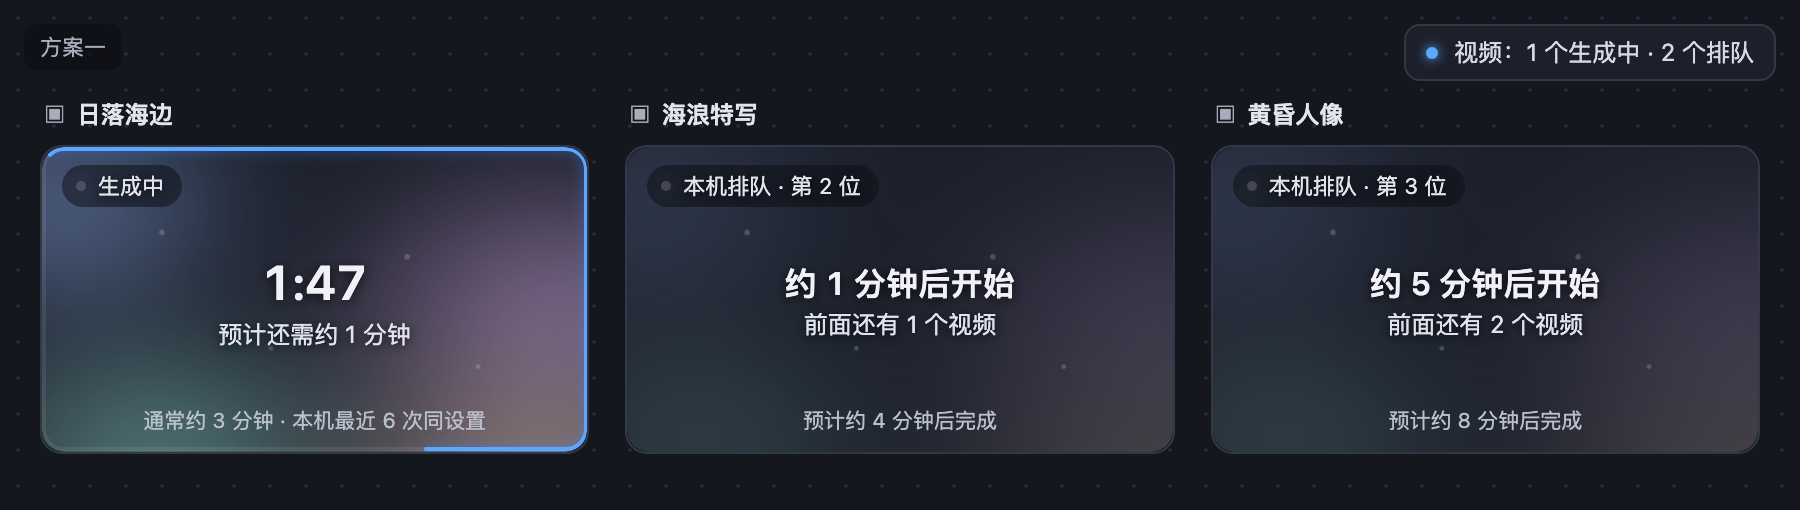 方案一
视频：1 个生成中 · 2 个排队
日落海边
生成中
1:47
预计还需约 1 分钟
通常约 3 分钟 · 本机最近 6 次同设置
海浪特写
本机排队 · 第 2 位
约 1 分钟后开始
前面还有 1 个视频
预计约 4 分钟后完成
黄昏人像
本机排队 · 第 3 位
约 5 分钟后开始
前面还有 2 个视频
预计约 8 分钟后完成